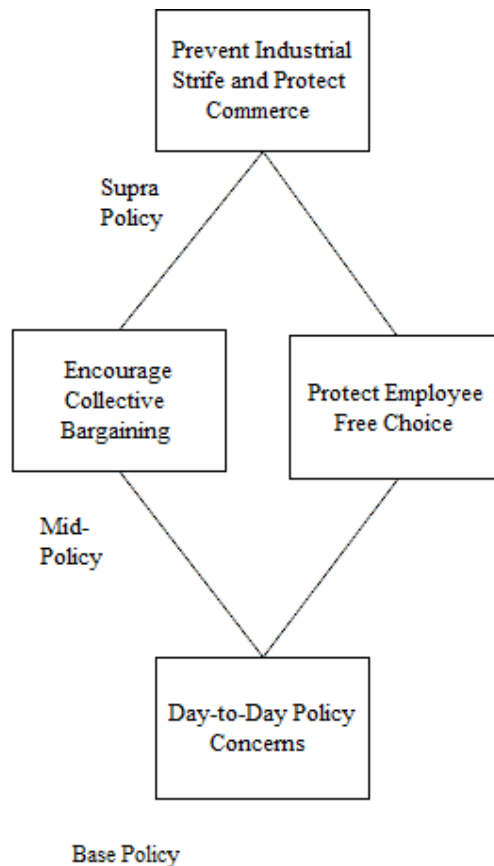 Prevent Industrial
Strife and Protect
Commerce
Supra
Policy
Encourage
Collective
Bargaining
Protect Employee
Free Choice
Mid-
Policy
Day-to-Day Policy
Concerns
Base Policy